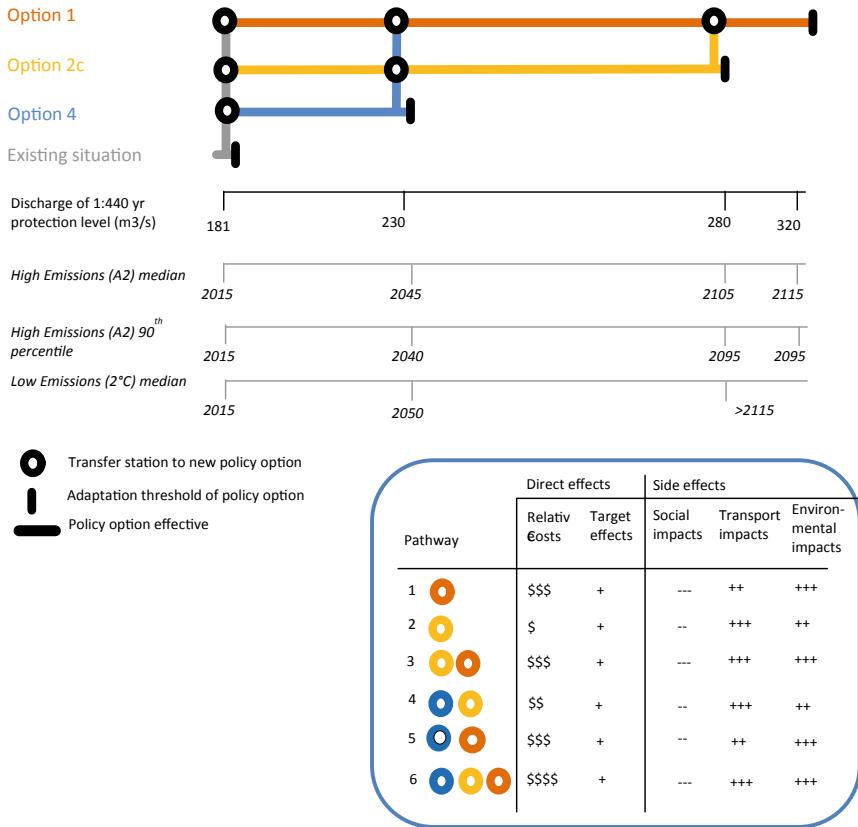 Option 1
Option 2c
Option 4
Existing situation
Discharge of 1:440 yr
protection level (m3/s)
181
230
280
320
High Emissions (A2) median
2015
2045
2105
2115
High Emissions (A2) 90th
percentile
2015
2040
2095
2095
Low Emissions (2°C) median
2015
2050
>2115
Transfer station to new policy option
Adaptation threshold of policy option
Policy option effective
Direct effects
Side effects
Pathway
Relativ
e
Costs
Target
effects
Social
impacts
Transport
impacts
Environ-
mental
impacts
1 $$$ + --- ++ +++
2 $ + -- +++ ++
3 $$$ + --- +++ +++
4 $$ + -- +++ ++
5 $$$ + -- ++ +++
6 $$$$ + --- +++ +++